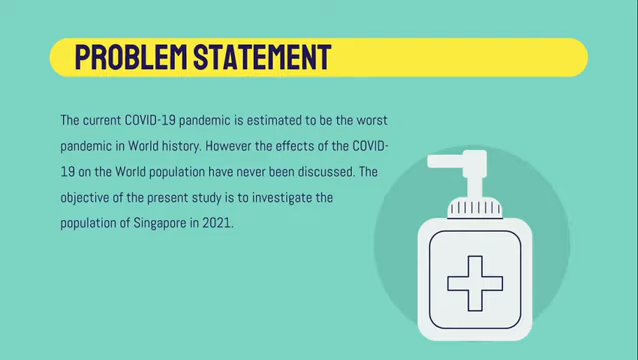 PROBLEM STATEMENT
The current COVID-19 pandemic is estimated to be the worst
pandemic in World history. However the effects of the COVID-
19 on the World population have never been discussed. The
objective of the present study is to investigate the
population of Singapore in 2021.